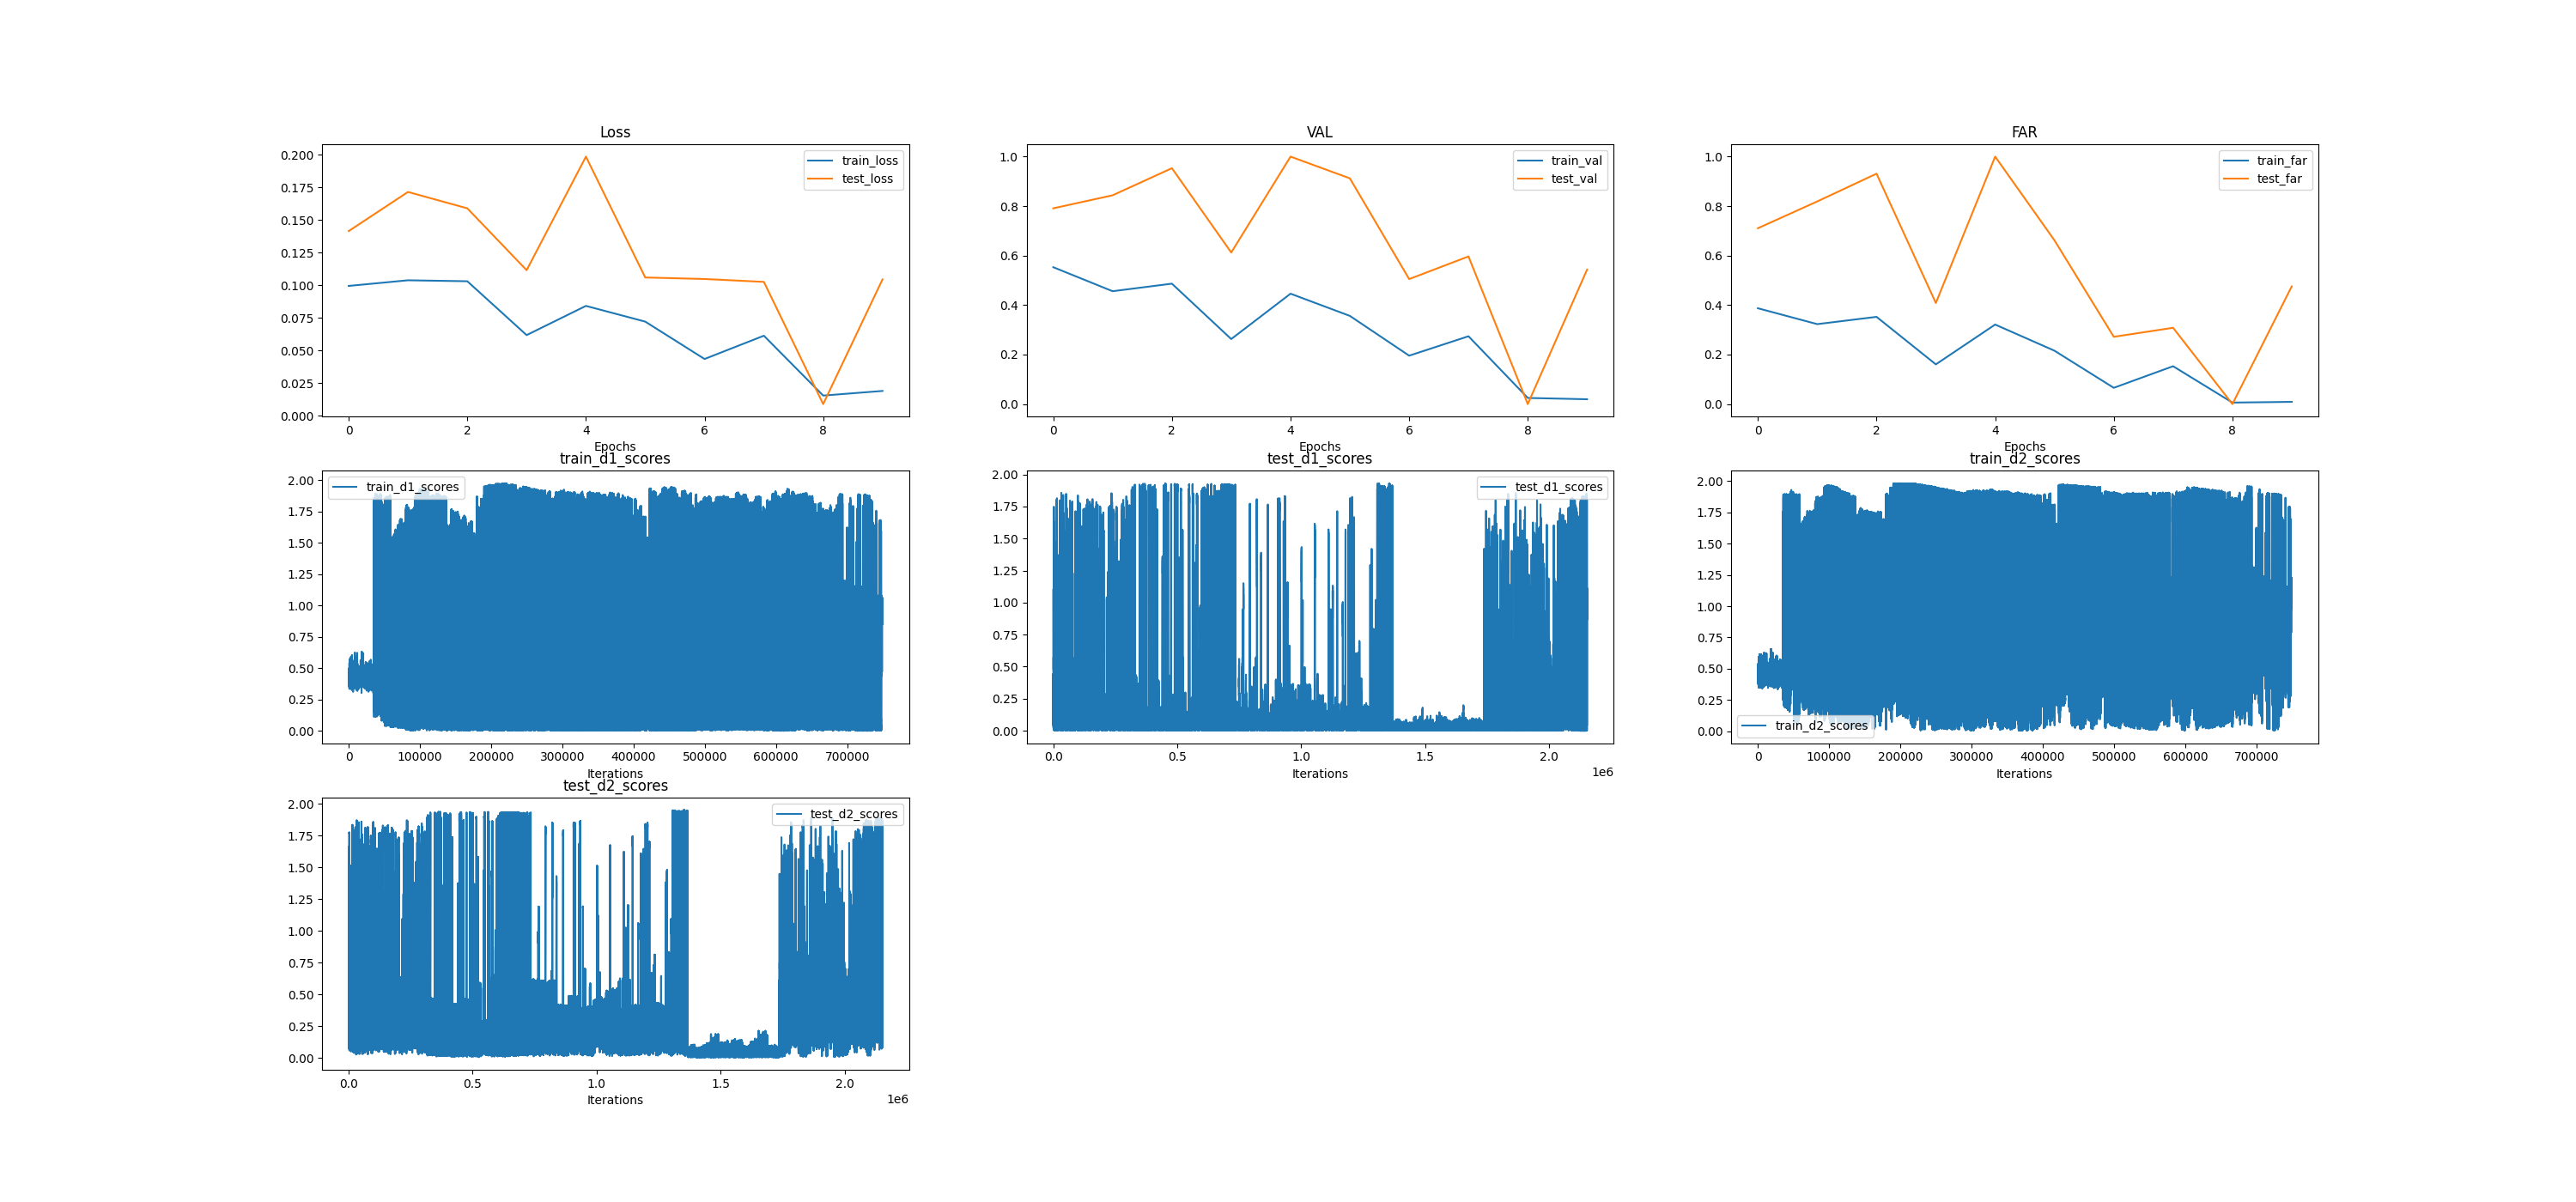 Loss
train_loss
test_loss
0.200
0.175
0.150
0.125
0.100
0.075
0.050
0.025
0.000
0 2 4 6 8
Epochs
VAL
train_val
test_val
1.0
0.8
0.6
0.4
0.2
0.0
0 2 4 6 8
Epochs
FAR
train_far
test_far
1.0
0.8
0.6
0.4
0.2
0.0
0 2 4 6 8
Epochs
train_d1_scores
train_d1_scores
2.00
1.75
1.50
1.25
1.00
0.75
0.50
0.25
0.00
0 100000 200000 300000 400000 500000 600000 700000
Iterations
test_d1_scores
test_d1_scores
2.00
1.75
1.50
1.25
1.00
0.75
0.50
0.25
0.00
0.0 0.5 1.0 1.5 2.0
1e6
Iterations
train_d2_scores
2.00
1.75
1.50
1.25
1.00
0.75
0.50
0.25
0.00
train_d2_scores
0 100000 200000 300000 400000 500000 600000 700000
Iterations
test_d2_scores
test_d2_scores
2.00
1.75
1.50
1.25
1.00
0.75
0.50
0.25
0.00
0.0 0.5 1.0 1.5 2.0
Iterations
1e6